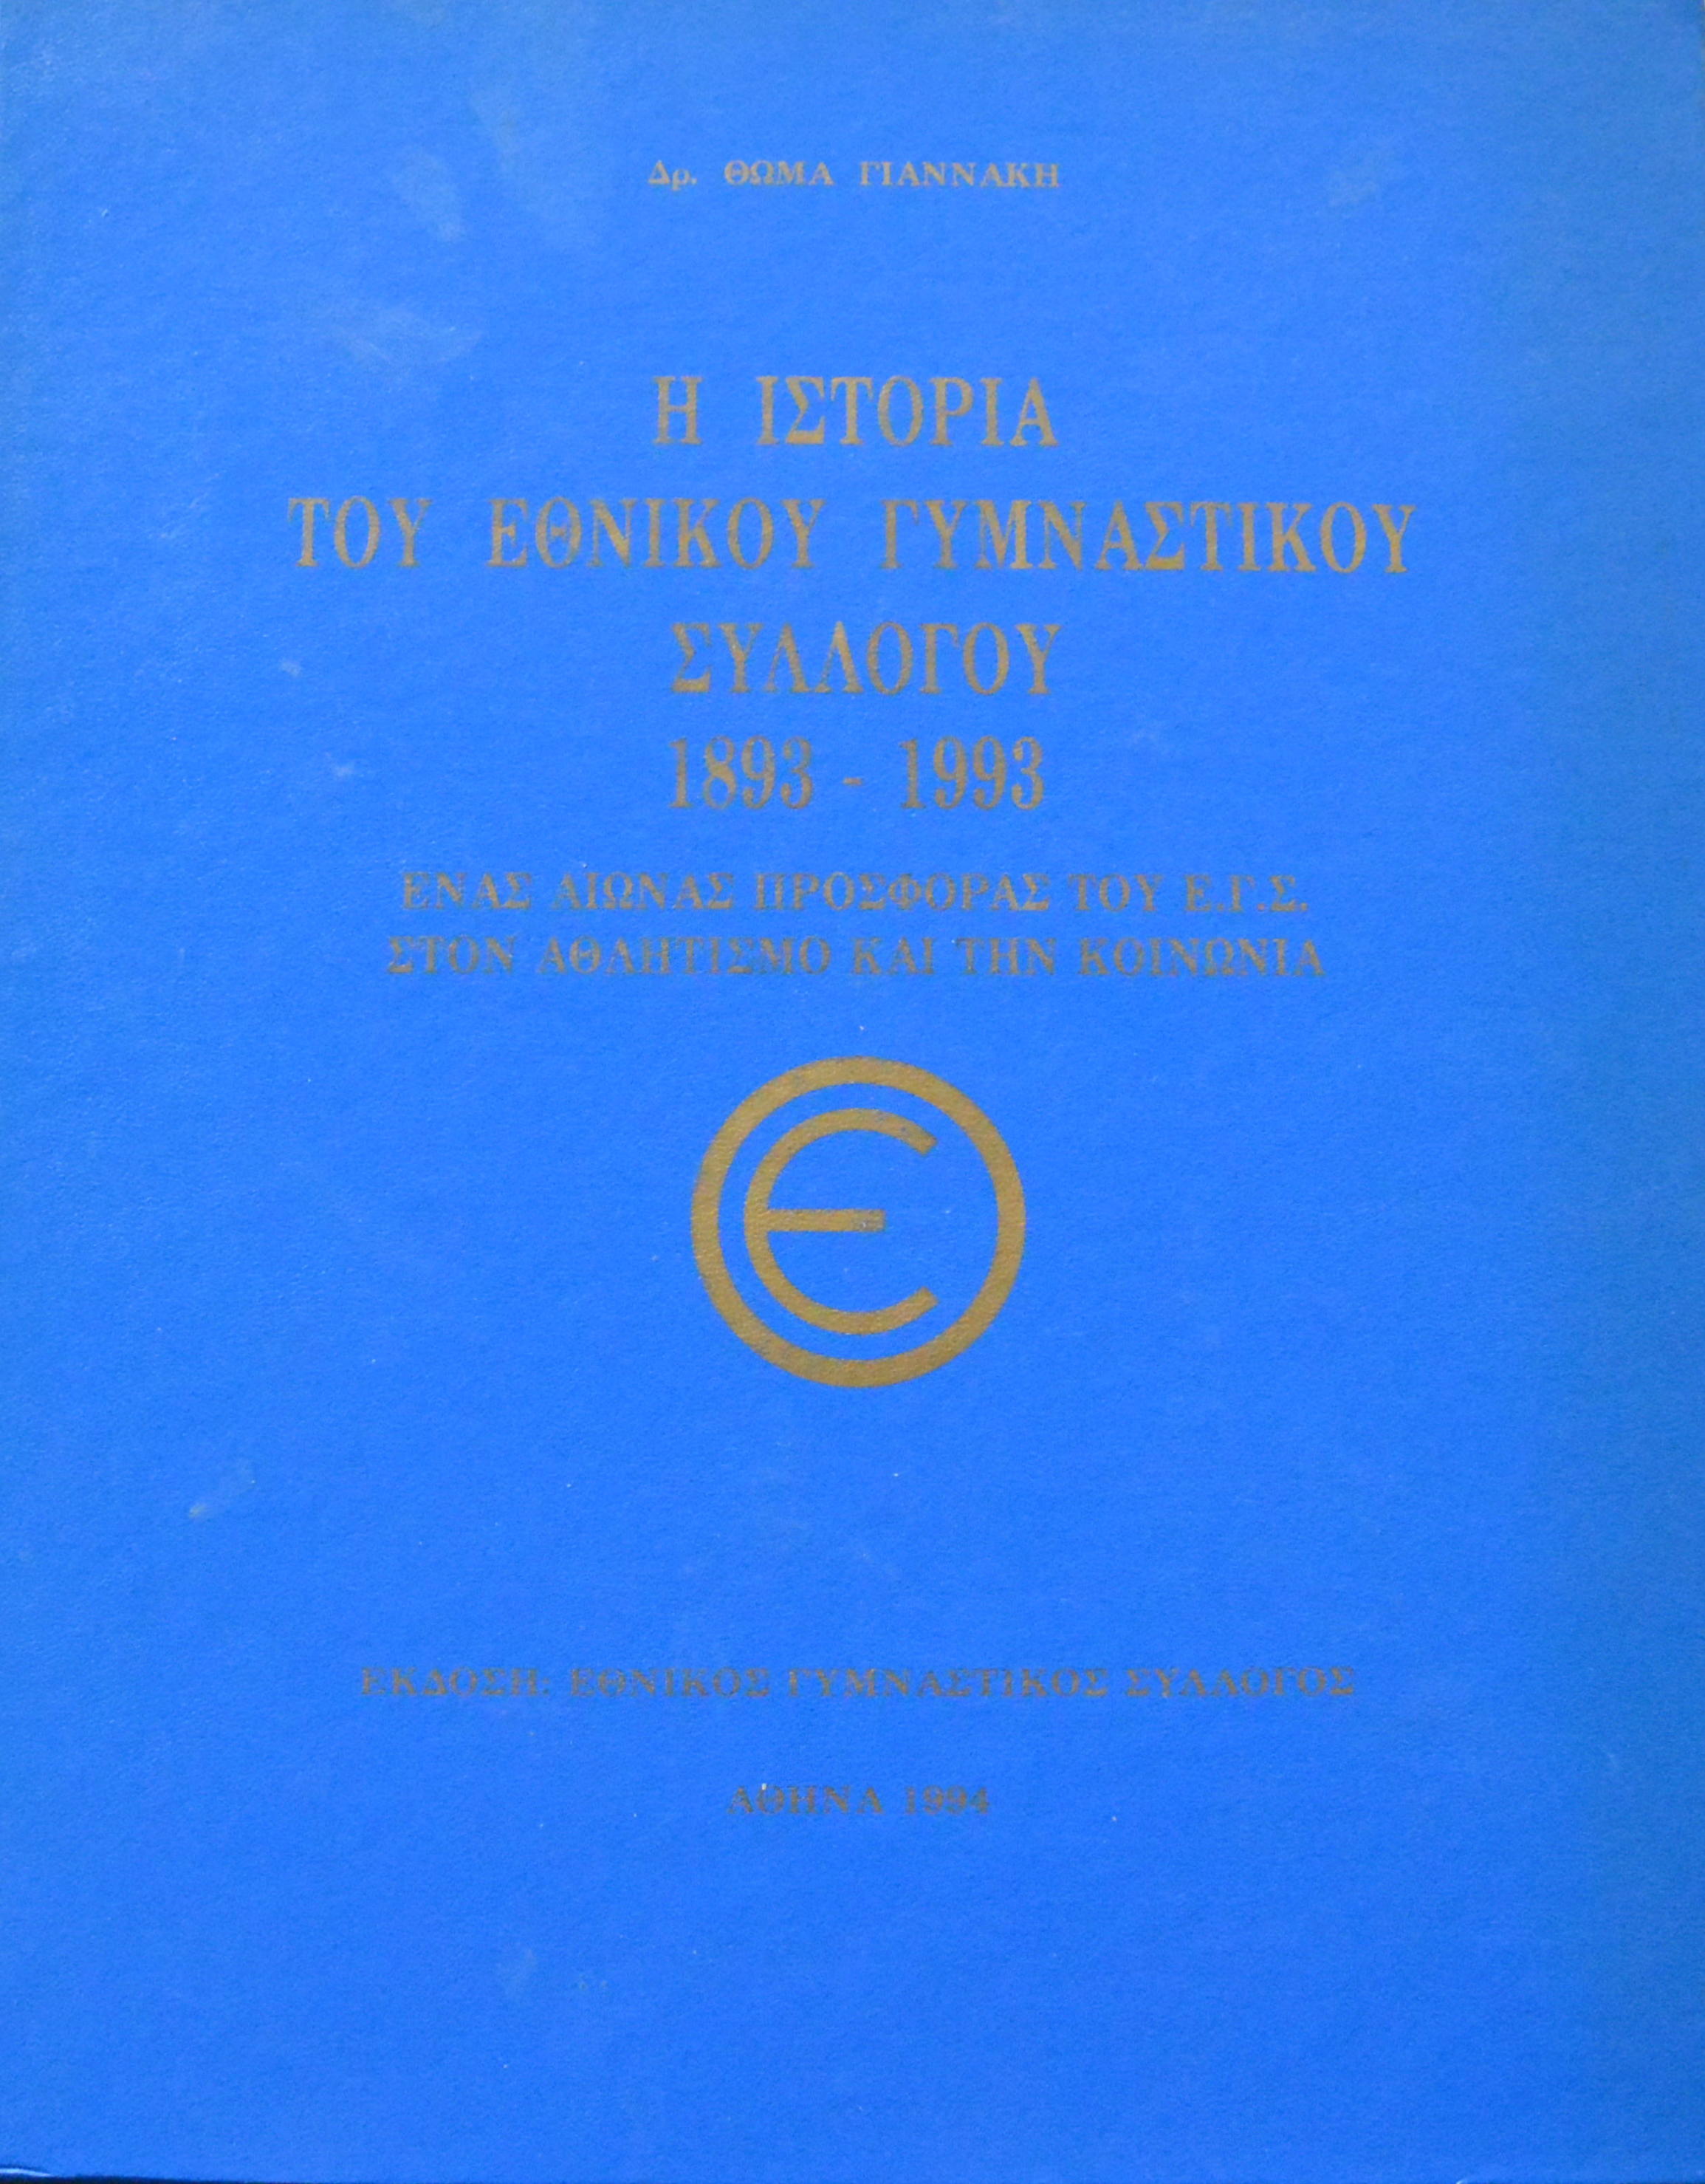 Δρ. ΘΩΜΑ ΓΙΑΝΝΑΚΗ
Η ΙΣΤΟΡΙΑ
ΤΟΥ ΕΘΝΙΚΟΥ ΓΥΜΝΑΣΤΙΚΟΥ
ΣΥΛΛΟΓΟΥ
1893 - 1993
ΕΝΑΣ ΑΙΩΝΑΣ ΠΡΟΣΦΟΡΑΣ ΤΟΥ Ε.Γ.Σ.
ΣΤΟΝ ΑΘΛΗΤΙΣΜΟ ΚΑΙ ΤΗΝ ΚΟΙΝΩΝΙΑ
Ε
ΕΚΔΟΣΗ: ΕΘΝΙΚΟΣ ΓΥΜΝΑΣΤΙΚΟΣ ΣΥΛΛΟΓΟΣ
ΑΘΗΝΑ 1994